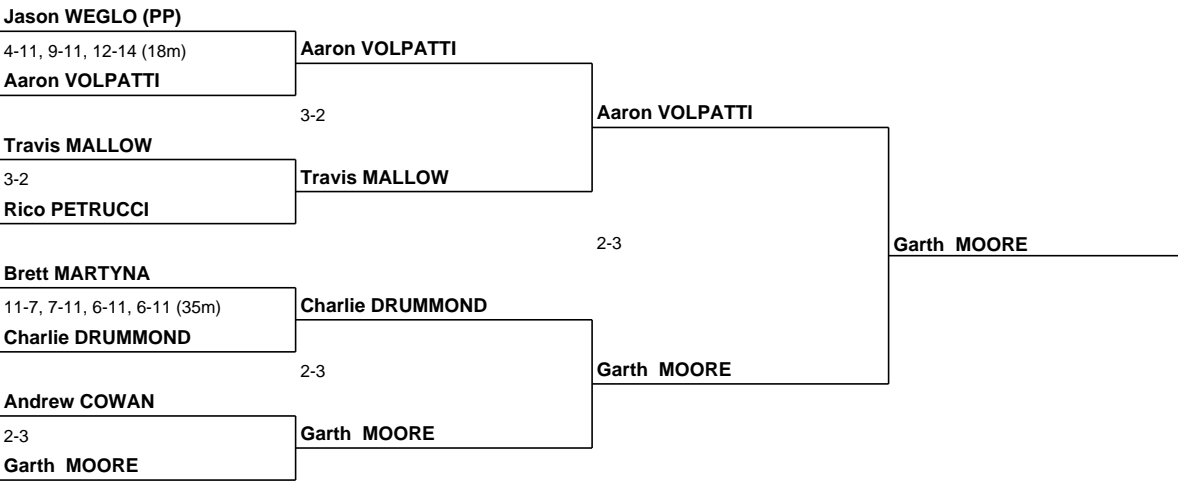 Jason WEGLO (PP)
4-11, 9-11, 12-14 (18m)
Aaron VOLPATTI
Aaron VOLPATTI
3-2
Aaron VOLPATTI
Travis MALLOW
3-2
Travis MALLOW
Rico PETRUCCI
2-3
Garth MOORE
Brett MARTYNA
11-7, 7-11, 6-11, 6-11 (35m)
Charlie DRUMMOND
Charlie DRUMMOND
2-3
Garth MOORE
Andrew COWAN
2-3
Garth MOORE
Garth MOORE